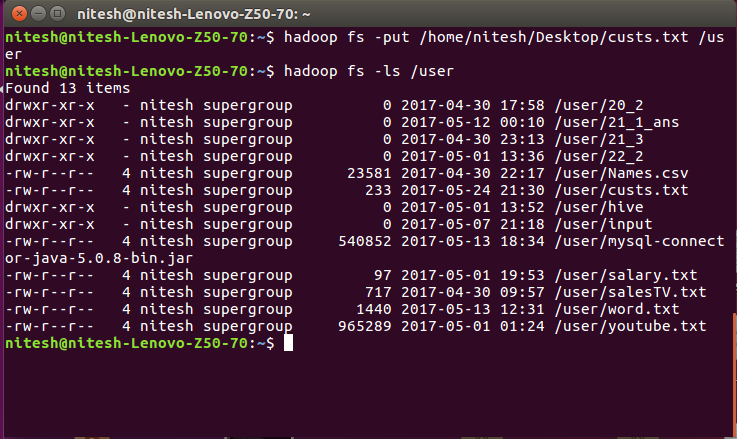 nitesh@nitesh-Lenovo-Z50-70: ~
nitesh@nitesh-Lenovo-Z50-70:~$ hadoop fs -put /home/nitesh/Desktop/custs.txt /us
er
nitesh@nitesh-Lenovo-Z50-70:~$ hadoop fs -ls /user
Found 13 items
drwxr-xr-x   - nitesh supergroup          0 2017-04-30 17:58 /user/20_2
drwxr-xr-x   - nitesh supergroup          0 2017-05-12 00:10 /user/21_1_ans
drwxr-xr-x   - nitesh supergroup          0 2017-04-30 23:13 /user/21_3
drwxr-xr-x   - nitesh supergroup          0 2017-05-01 13:36 /user/22_2
-rw-r--r--   4 nitesh supergroup      23581 2017-04-30 22:17 /user/Names.csv
-rw-r--r--   4 nitesh supergroup        233 2017-05-24 21:30 /user/custs.txt
drwxr-xr-x   - nitesh supergroup          0 2017-05-01 13:52 /user/hive
drwxr-xr-x   - nitesh supergroup          0 2017-05-07 21:18 /user/input
-rw-r--r--   4 nitesh supergroup     540852 2017-05-13 18:34 /user/mysql-connect
or-java-5.0.8-bin.jar
-rw-r--r--   4 nitesh supergroup         97 2017-05-01 19:53 /user/salary.txt
-rw-r--r--   4 nitesh supergroup        717 2017-04-30 09:57 /user/salesTV.txt
-rw-r--r--   4 nitesh supergroup       1440 2017-05-13 12:31 /user/word.txt
-rw-r--r--   4 nitesh supergroup     965289 2017-05-01 01:24 /user/youtube.txt
nitesh@nitesh-Lenovo-Z50-70:~$